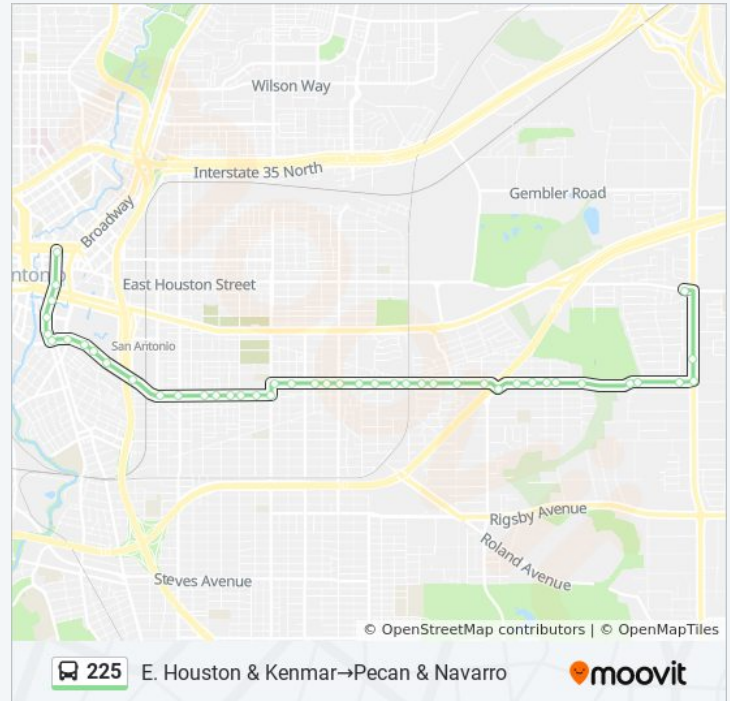 Wilson Way
Interstate 35 North
Gembler Road
Broadway
ntonio
East Houston Street
San Antonio
Rigsby Avenue
Roland Avenue
Steves Avenue
© OpenStreetMap contributors | © OpenMapTiles
225 E. Houston & Kenmar→Pecan & Navarro moovit